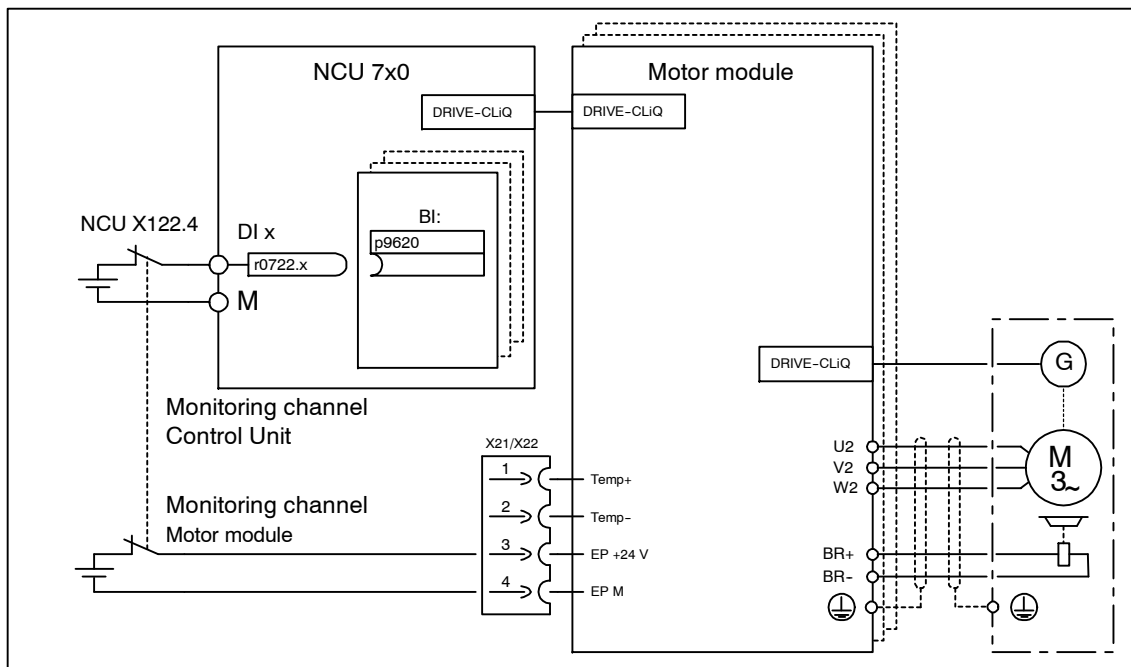 NCU 7x0
Motor module
DRIVE-CLiQ
DRIVE-CLiQ
NCU X122.4
DI x
BI:
p9620
r0722.x
M
DRIVE-CLiQ
G
Monitoring channel
Control Unit
X21/X22
1
Temp+
2
Temp-
Monitoring channel
Motor module
3
EP +24 V
4
EP M
U2
V2
W2
M
3~
BR+
BR-